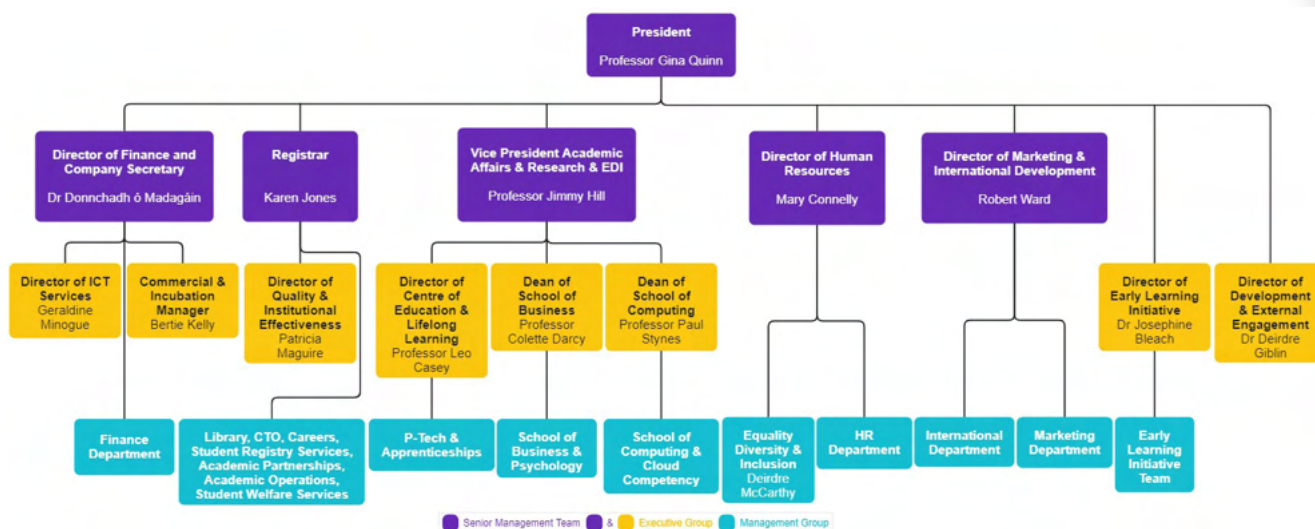 President
Professor Gina Quinn
Director of Finance and
Company Secretary
Dr Donnchadh ó Madagáin
Registrar
Karen Jones
Vice President Academic
Affairs & Research & EDI
Professor Jimmy Hill
Director of Human
Resources
Mary Connelly
Director of Marketing &
International Development
Robert Ward
Director of ICT
Services
Geraldine
Minogue
Commercial &
Incubation
Manager
Bertie Kelly
Director of
Quality &
Institutional
Effectiveness
Patricia
Maguire
Director of
Centre of
Education &
Lifelong
Learning
Professor Leo
Casey
Dean of
School of
Business
Professor
Colette Darcy
Dean of
School of
Computing
Professor Paul
Stynes
Director of
Early Learning
Initiative
Dr Josephine
Bleach
Director of
Development
& External
Engagement
Dr Deirdre
Giblin
Finance
Department
Library, CTO, Careers,
Student Registry Services,
Academic Partnerships,
Academic Operations,
Student Welfare Services
P-Tech &
Apprenticeships
School of
Business &
Psychology
School of
Computing
& Cloud
Competency
Equality
Diversity &
Inclusion
Deirdre
McCarthy
HR
Department
International
Department
Marketing
Department
Early
Learning
Initiative
Team
Senior Management Team & Executive Group Management Group